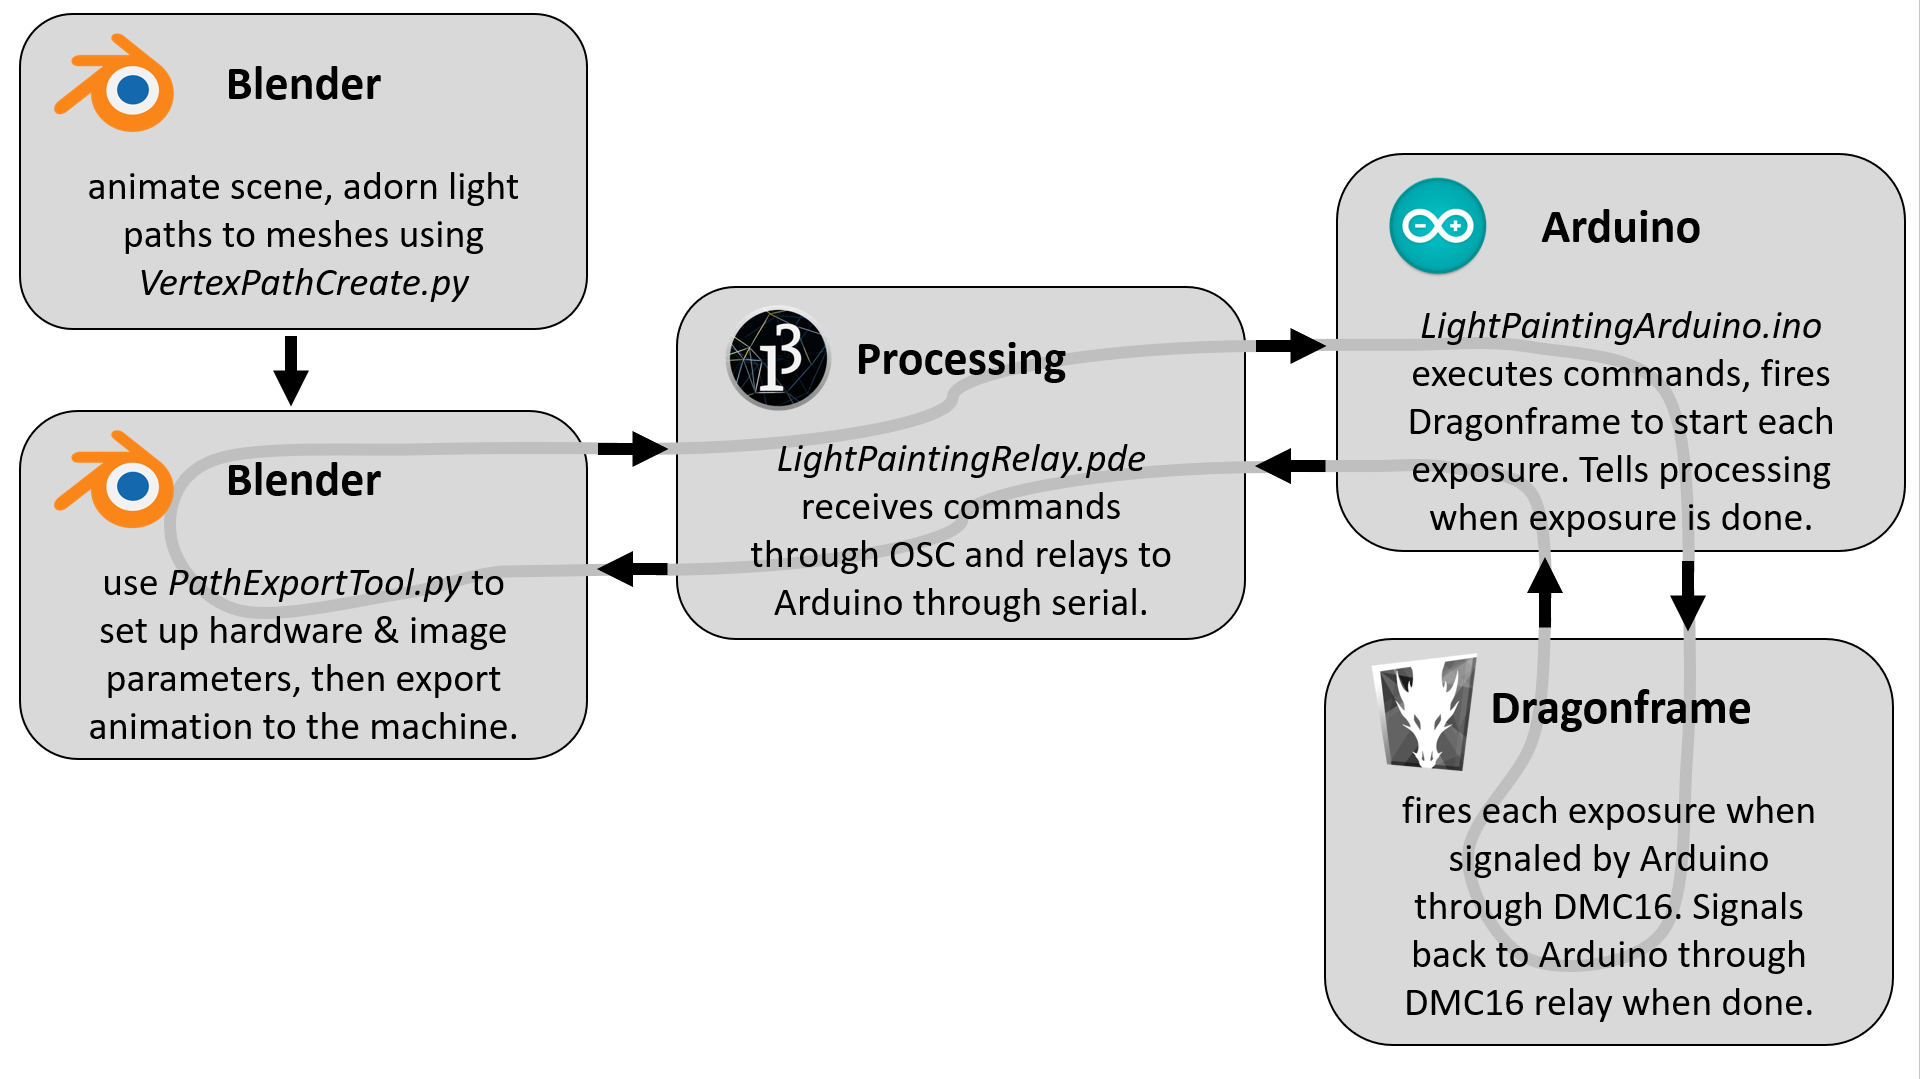 Blender
animate scene, adorn light
paths to meshes using
VertexPathCreate.py
Blender
use PathExportTool.py to
set up hardware & image
parameters, then export
animation to the machine.
Processing
LightPaintingRelay.pde
receives commands
through OSC and relays to
Arduino through serial.
Arduino
LightPaintingArduino.ino
executes commands, fires
Dragonframe to start each
exposure. Tells processing
when exposure is done.
Dragonframe
fires each exposure when
signaled by Arduino
through DMC16. Signals
back to Arduino through
DMC16 relay when done.